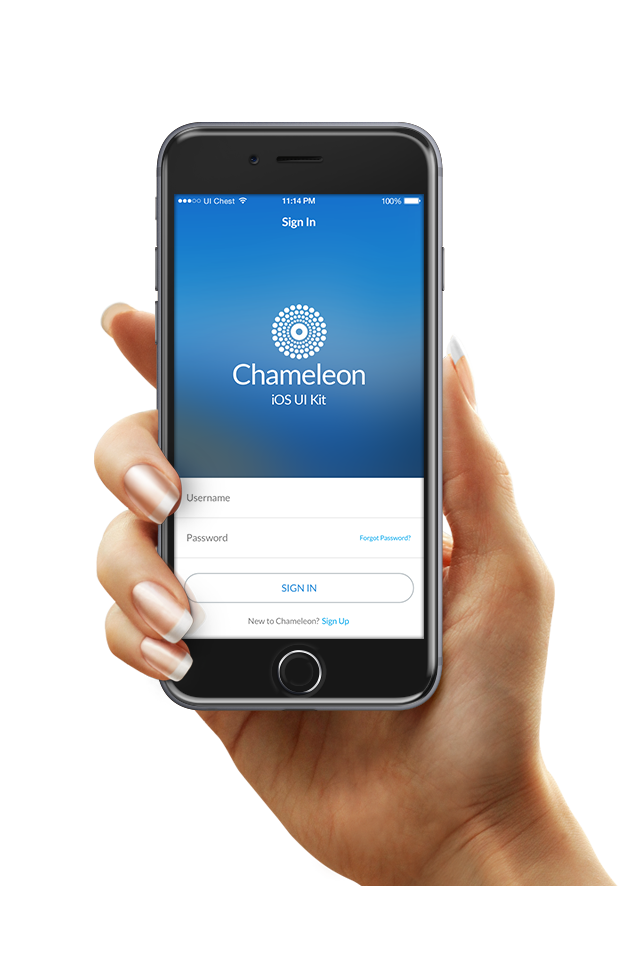 UI Chest 11:14 PM 100%
Sign In
Chameleon
iOS UI Kit
Username
Password Forgot Password?
SIGN IN
New to Chameleon? Sign Up